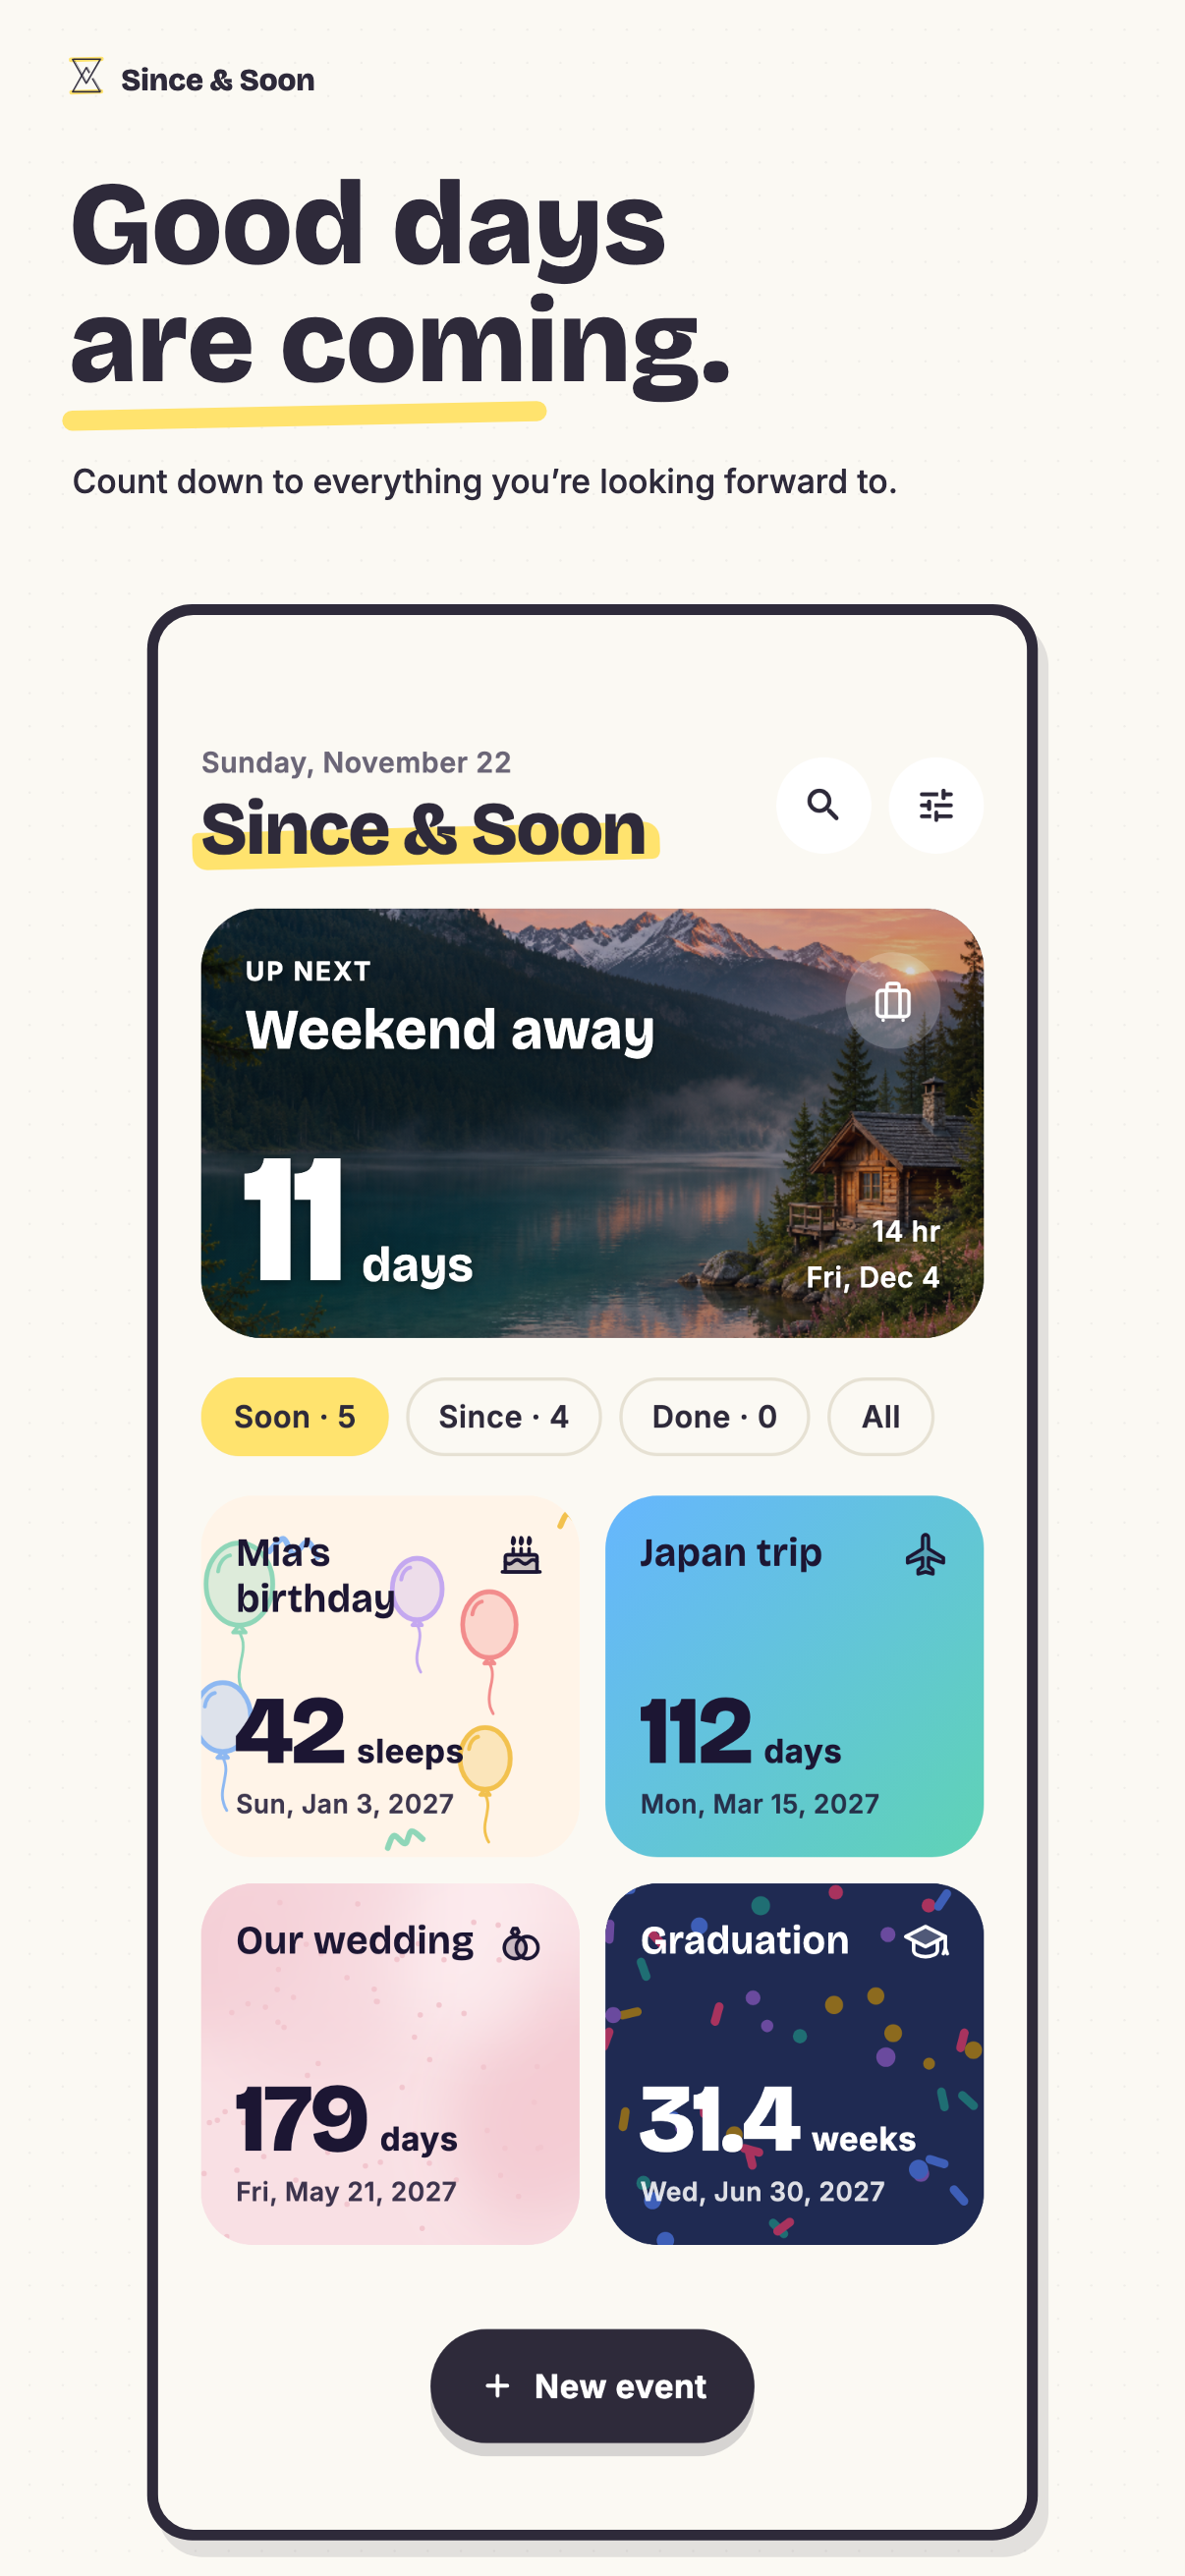 Since & Soon
Good days
are coming.
Count down to everything you’re looking forward to.
Sunday, November 22
Since & Soon
UP NEXT
Weekend away
11 days
14 hr
Fri, Dec 4
Soon · 5
Since · 4
Done · 0
All
Mia’s
birthday
42 sleeps
Sun, Jan 3, 2027
Japan trip
112 days
Mon, Mar 15, 2027
Our wedding
179 days
Fri, May 21, 2027
Graduation
31.4 weeks
Wed, Jun 30, 2027
+ New event